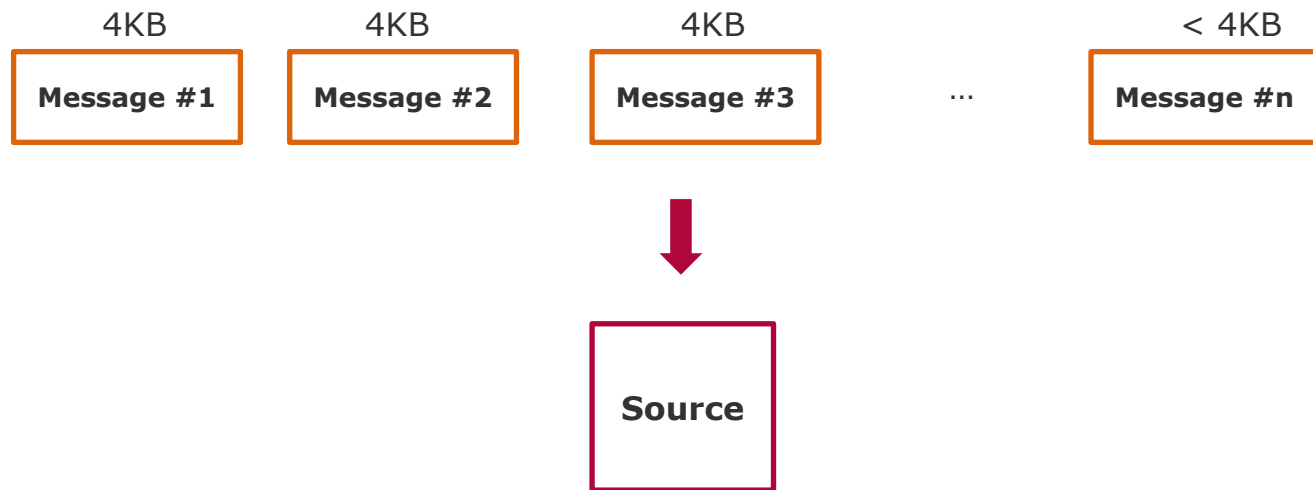 4KB 4KB 4KB < 4KB
Message #1 Message #2 Message #3 ... Message #n
Source